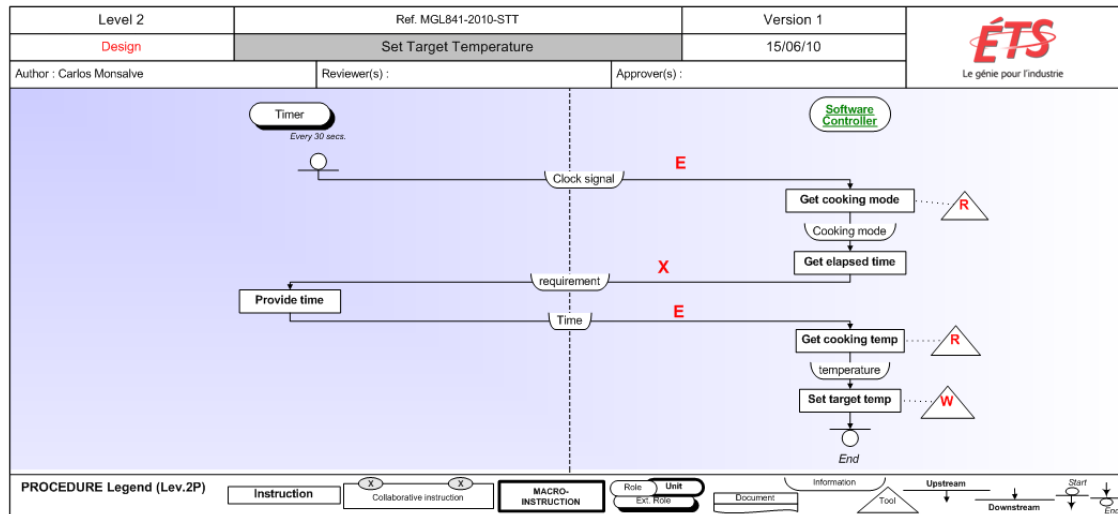 Level 2
Ref. MGL841-2010-STT
Version 1
ÉTS
Le génie pour l'industrie
Design
Set Target Temperature
15/06/10
Author : Carlos Monsalve
Reviewer(s) :
Approver(s) :
Timer
Every 30 secs.
Software
Controller
E
Clock signal
Get cooking mode
R
Cooking mode
Get elapsed time
X
requirement
Provide time
E
Time
Get cooking temp
R
temperature
Set target temp
W
End
PROCEDURE Legend (Lev.2P)
Instruction
X
X
Collaborative instruction
MACRO-
INSTRUCTION
Role
Unit
Ext. Role
Document
Information
Tool
Upstream
Downstream
Start
End